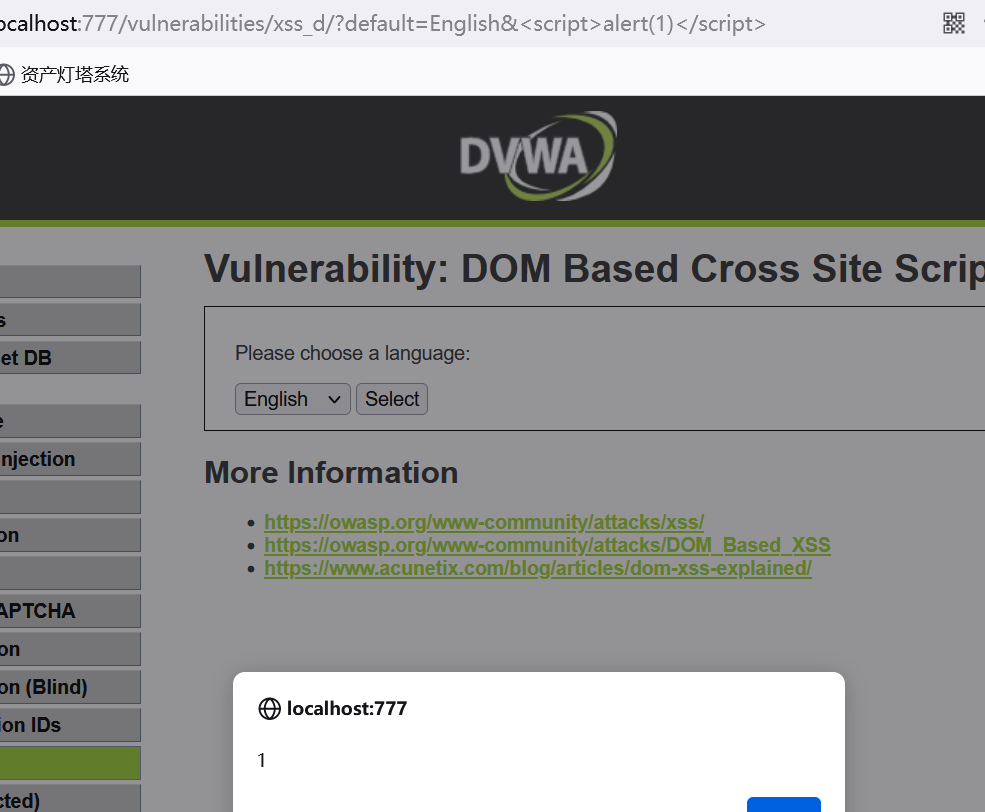 ocalhost:777/vulnerabilities/xss_d/?default=English&<script>alert(1)</script>
资产灯塔系统
DVWA
Vulnerability: DOM Based Cross Site Scrip
s
et DB
Please choose a language:
English
Select
e
njection
More Information
on
https://owasp.org/www-community/attacks/xss/
https://owasp.org/www-community/attacks/DOM_Based_XSS
https://www.acunetix.com/blog/articles/dom-xss-explained/
APTCHA
on
on (Blind)
ion IDs
cted)
localhost:777
1